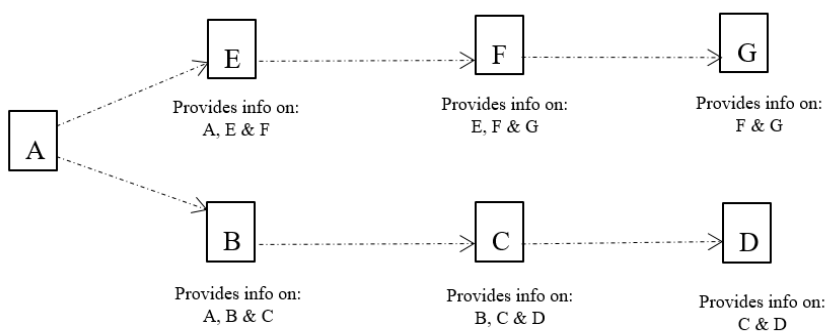 E
F
G
Provides info on:
A, E & F
Provides info on:
E, F & G
Provides info on:
F & G
A
B
C
D
Provides info on:
A, B & C
Provides info on:
B, C & D
Provides info on:
C & D